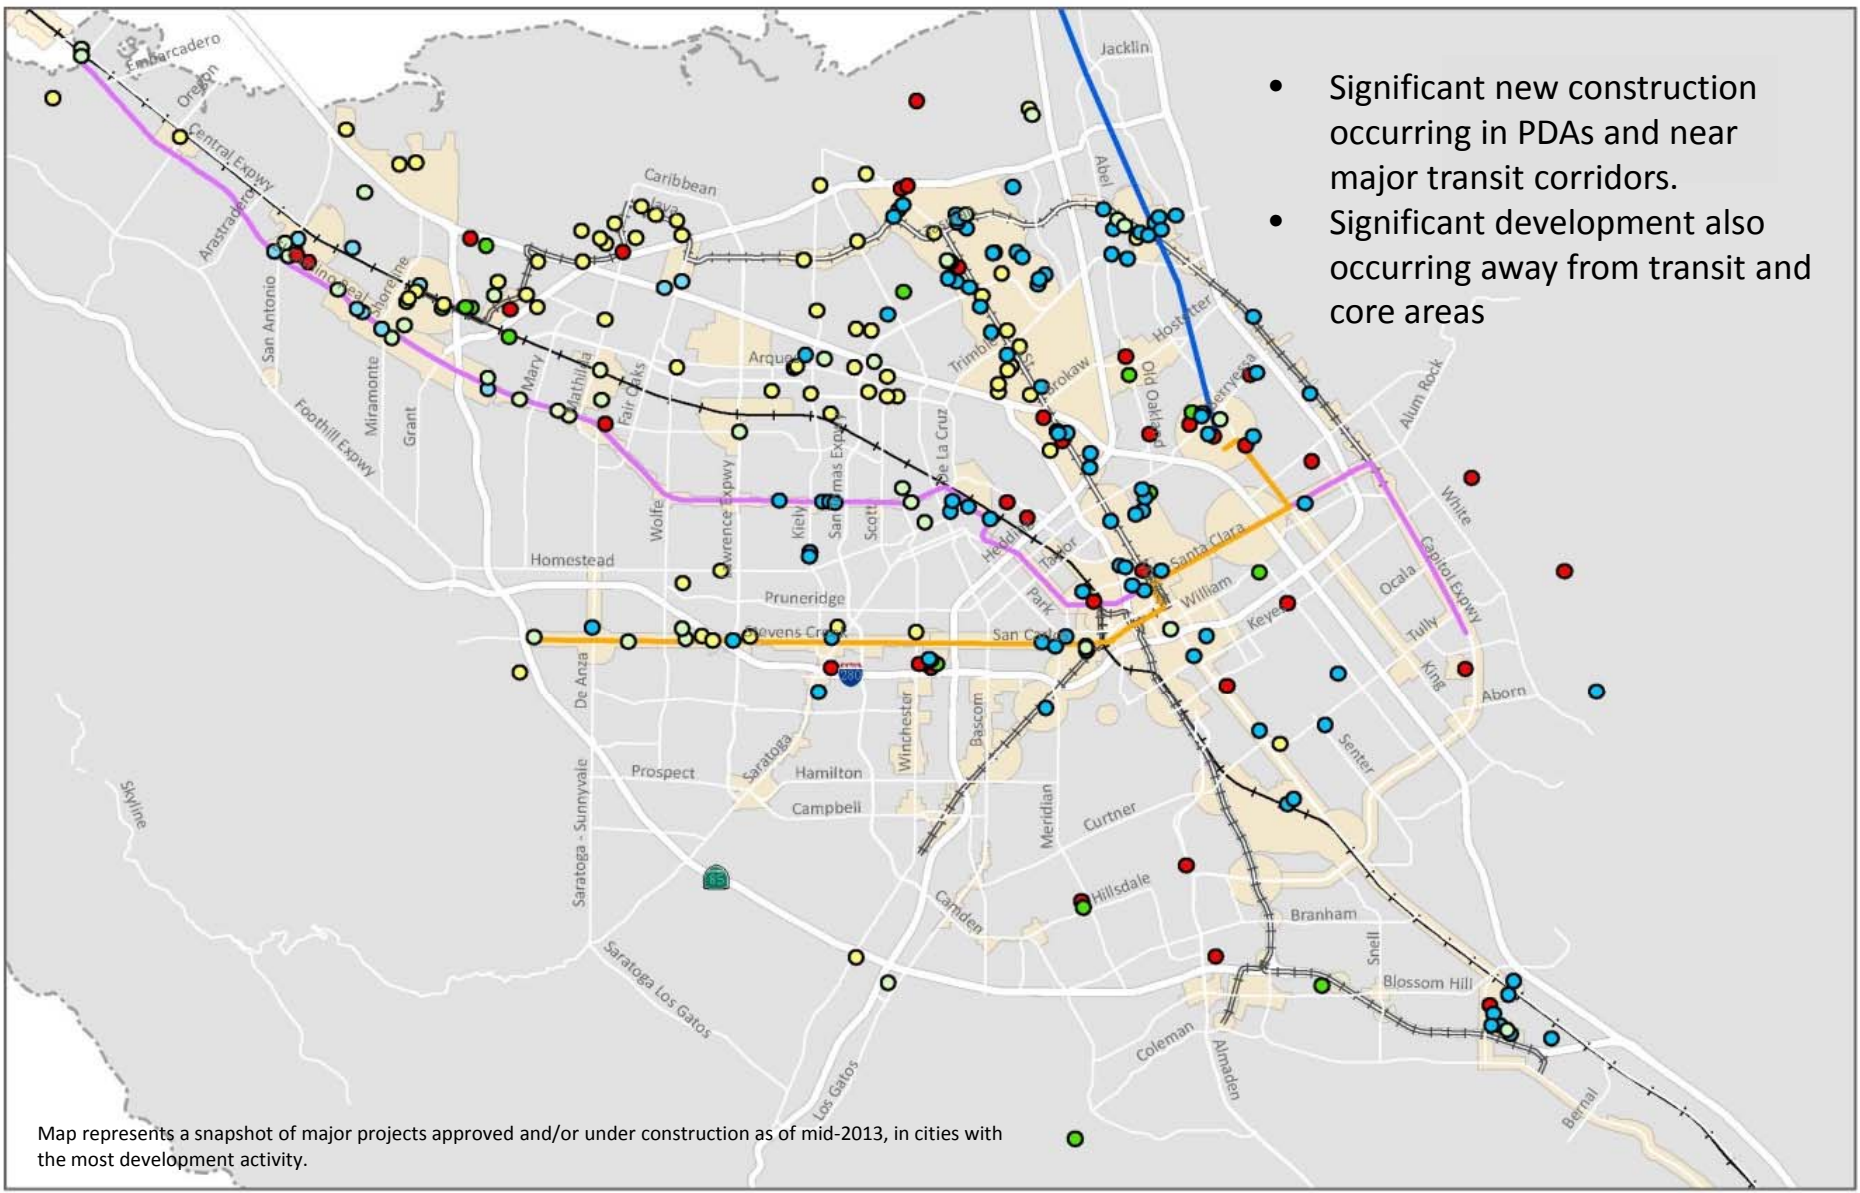 • Significant new construction
occurring in PDAs and near
major transit corridors.
• Significant development also
occurring away from transit and
core areas
Jacklin
Embarcadero
Oregon
Central Expwy
Arastradero
Caribbean
Java
Abel
San Antonio
Shoreline
Hostetter
Miramonte
Grant
Mary
Mathilda
Fair Oaks
Arques
Trimble
Brokaw
Old Oakland
Berryessa
Alum Rock
Foothill Expwy
De La Cruz
Wolfe
Lawrence Expwy
Kiely
Scott
White
Homestead
Hedding
Taylor
Santa Clara
Capitol Expwy
Ocala
Pruneridge
Park
William
Keyes
Tully
Stevens Creek
San Carlos
King
280
De Anza
Aborn
Winchester
Bascom
Senter
Saratoga
Prospect
Hamilton
Campbell
Meridian
Curtner
Skyline
Saratoga - Sunnyvale
85
Camden
Hillsdale
Branham
Snell
Saratoga Los Gatos
Blossom Hill
Coleman
Almaden
Los Gatos
Bernal
Map represents a snapshot of major projects approved and/or under construction as of mid-2013, in cities with
the most development activity.